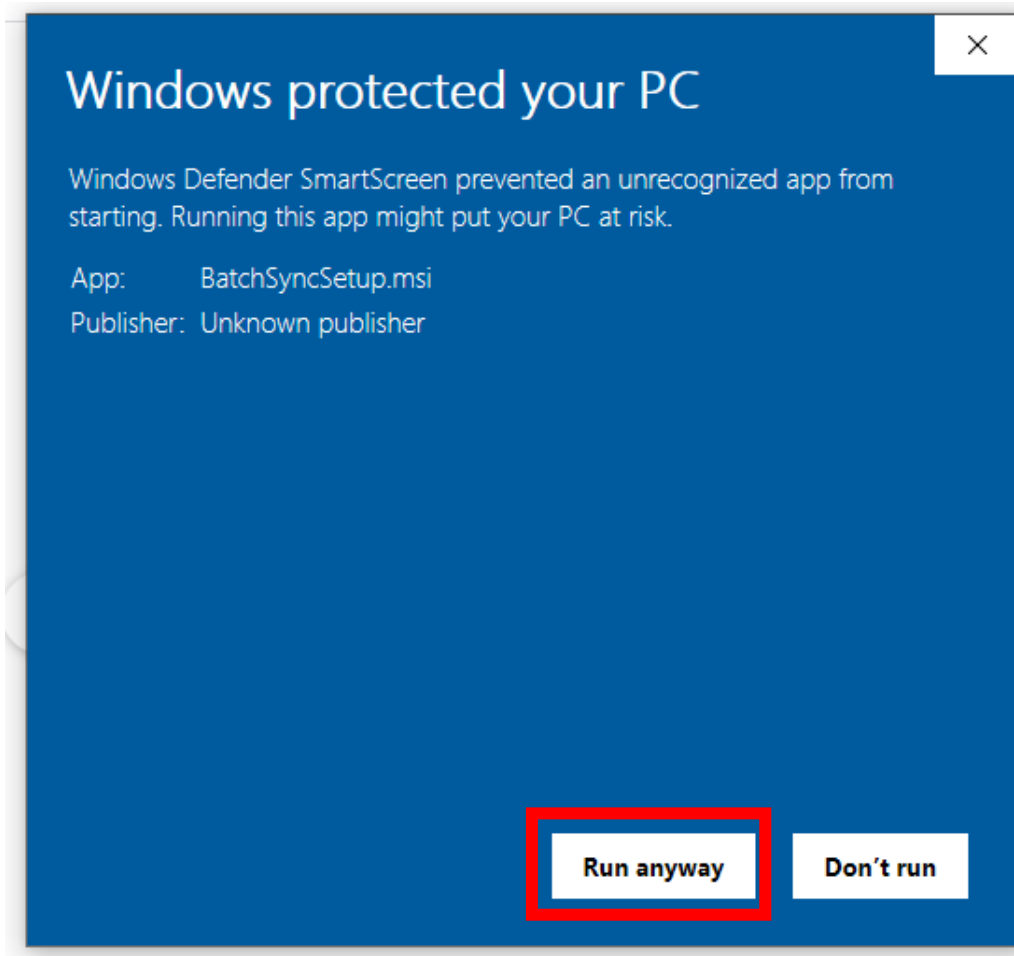 Windows protected your PC
Windows Defender SmartScreen prevented an unrecognized app from
starting. Running this app might put your PC at risk.
App: BatchSyncSetup.msi
Publisher: Unknown publisher
Run anyway Don’t run